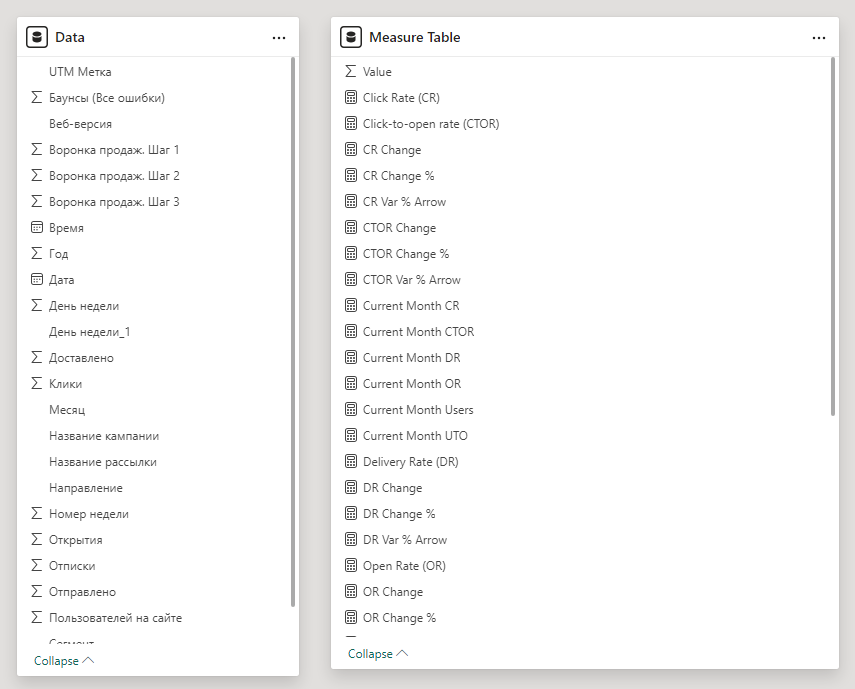 Data
UTM Метка
Баунсы (Все ошибки)
Веб-версия
Воронка продаж. Шаг 1
Воронка продаж. Шаг 2
Воронка продаж. Шаг 3
Время
Год
Дата
День недели
День недели_1
Доставлено
Клики
Месяц
Название кампании
Название рассылки
Направление
Номер недели
Открытия
Отписки
Отправлено
Пользователей на сайте
Сегмент
Collapse
Measure Table
Value
Click Rate (CR)
Click-to-open rate (CTOR)
CR Change
CR Change %
CR Var % Arrow
CTOR Change
CTOR Change %
CTOR Var % Arrow
Current Month CR
Current Month CTOR
Current Month DR
Current Month OR
Current Month Users
Current Month UTO
Delivery Rate (DR)
DR Change
DR Change %
DR Var % Arrow
Open Rate (OR)
OR Change
OR Change %
Collapse